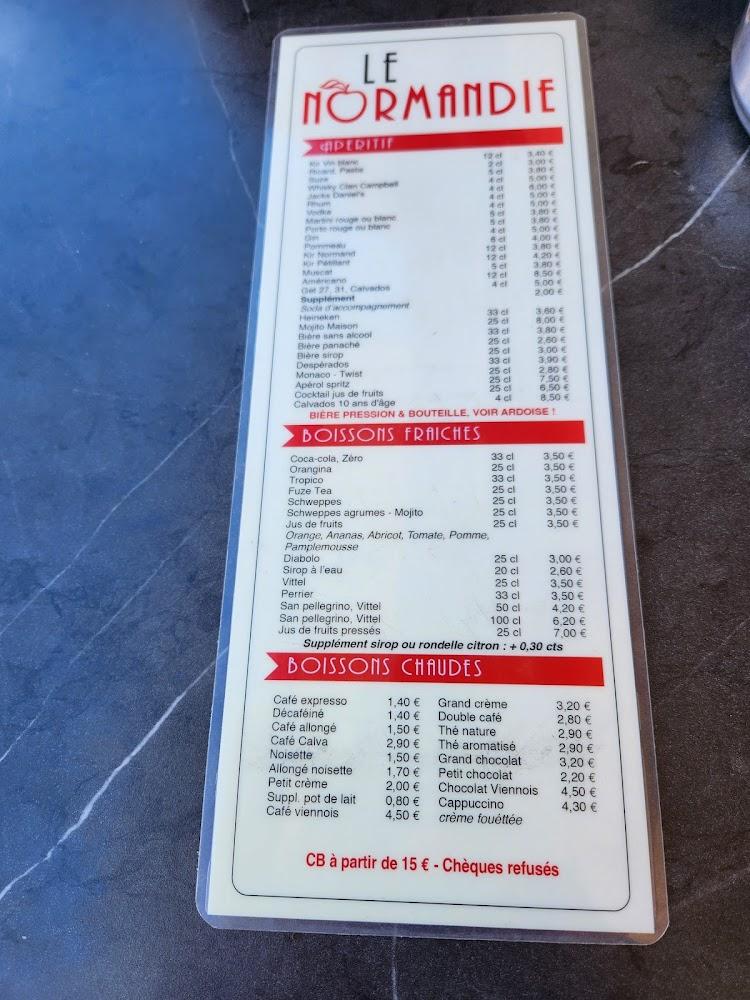 LE
NORMANDIE
APERITIF
Kir Vin blanc 12 cl 3,40 €
Ricard, Pastis 2 cl 3,00 €
Suze 5 cl 3,80 €
Whisky Clan Campbell 4 cl 5,00 €
Jacks Daniel's 4 cl 6,00 €
Rhum 4 cl 5,00 €
Vodka 4 cl 5,00 €
Martini rouge ou blanc 5 cl 3,80 €
Porto rouge ou blanc 5 cl 3,80 €
Gin 4 cl 5,00 €
Pommeau 6 cl 4,00 €
Kir Normand 12 cl 3,80 €
Kir Pétillant 12 cl 4,20 €
Muscat 5 cl 3,80 €
Américano 12 cl 8,50 €
Get 27, 31, Calvados 4 cl 5,00 €
Supplément
Soda d'accompagnement 2,00 €
Heineken 33 cl 3,60 €
Mojito Maison 25 cl 8,00 €
Bière sans alcool 33 cl 3,80 €
Bière panaché 25 cl 2,60 €
Bière sirop 25 cl 3,00 €
Despérados 33 cl 3,90 €
Monaco - Twist 25 cl 2,80 €
Apérol spritz 25 cl 7,50 €
Cocktail jus de fruits 25 cl 6,50 €
Calvados 10 ans d'âge 4 cl 8,50 €
BIÈRE PRESSION & BOUTEILLE, VOIR ARDOISE !
BOISSONS FRAICHES
Coca-cola, Zéro 33 cl 3,50 €
Orangina 25 cl 3,50 €
Tropico 33 cl 3,50 €
Fuze Tea 25 cl 3,50 €
Schweppes 25 cl 3,50 €
Schweppes agrumes - Mojito 25 cl 3,50 €
Jus de fruits 25 cl 3,50 €
Orange, Ananas, Abricot, Tomate, Pomme,
Pamplemousse
Diabolo 25 cl 3,00 €
Sirop à l'eau 20 cl 2,60 €
Vittel 25 cl 3,50 €
Perrier 33 cl 3,50 €
San pellegrino, Vittel 50 cl 4,20 €
San pellegrino, Vittel 100 cl 6,20 €
Jus de fruits pressés 25 cl 7,00 €
Supplément sirop ou rondelle citron : + 0,30 cts
BOISSONS CHAUDES
Café expresso 1,40 €
Décaféiné 1,40 €
Café allongé 1,50 €
Café Calva 2,90 €
Noisette 1,50 €
Allongé noisette 1,70 €
Petit crème 2,00 €
Suppl. pot de lait 0,80 €
Café viennois 4,50 €
Grand crème 3,20 €
Double café 2,80 €
Thé nature 2,90 €
Thé aromatisé 2,90 €
Grand chocolat 3,20 €
Petit chocolat 2,20 €
Chocolat Viennois 4,50 €
Cappuccino 4,30 €
crème fouéttée
CB à partir de 15 € - Chèques refusés